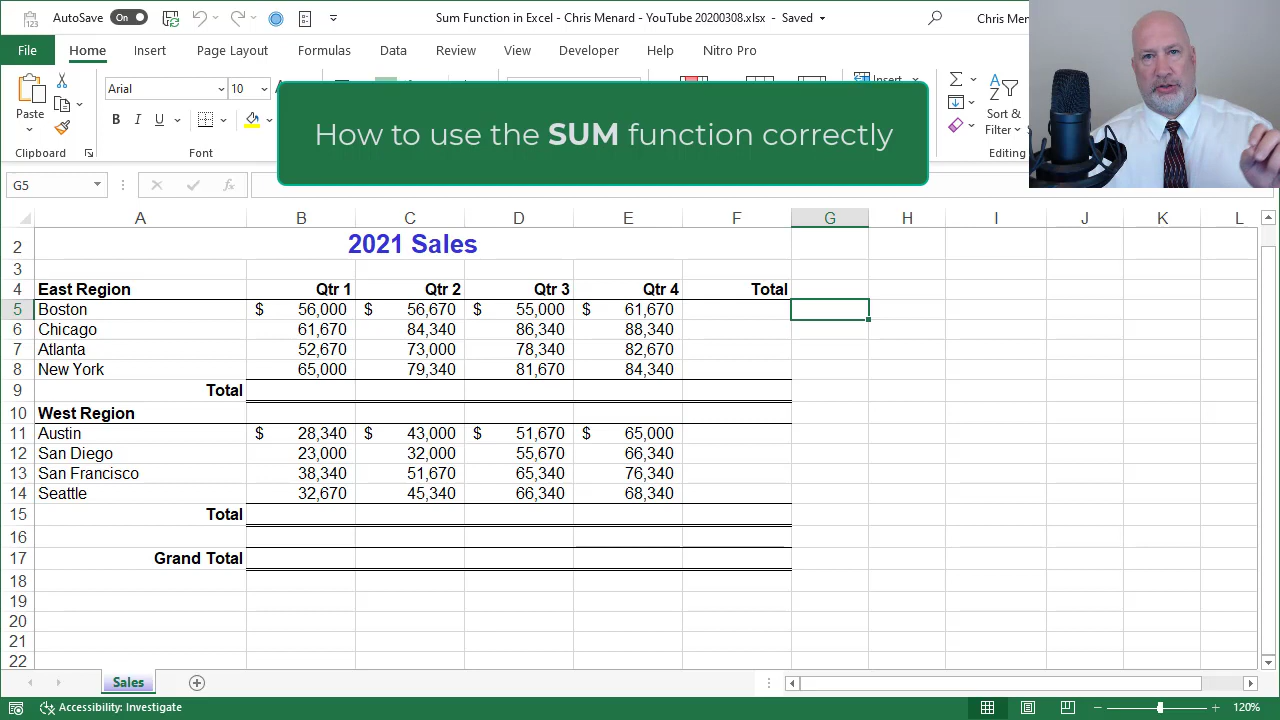 AutoSave On Sum Function in Excel - Chris Menard - YouTube 20200308.xlsx - Saved Chris
File Home Insert Page Layout Formulas Data Review View Developer Help Nitro Pro
Paste Arial 10 Insert Sort &
B I U Filter
Clipboard Font Editing
How to use the SUM function correctly
G5 fx
A B C D E F G H I J K L
2 2021 Sales
3
4 East Region Qtr 1 Qtr 2 Qtr 3 Qtr 4 Total
5 Boston $ 56,000 $ 56,670 $ 55,000 $ 61,670
6 Chicago 61,670 84,340 86,340 88,340
7 Atlanta 52,670 73,000 78,340 82,670
8 New York 65,000 79,340 81,670 84,340
9 Total
10 West Region
11 Austin $ 28,340 $ 43,000 $ 51,670 $ 65,000
12 San Diego 23,000 32,000 55,670 66,340
13 San Francisco 38,340 51,670 65,340 76,340
14 Seattle 32,670 45,340 66,340 68,340
15 Total
16
17 Grand Total
18
19
20
21
22
Sales
Accessibility: Investigate 120%